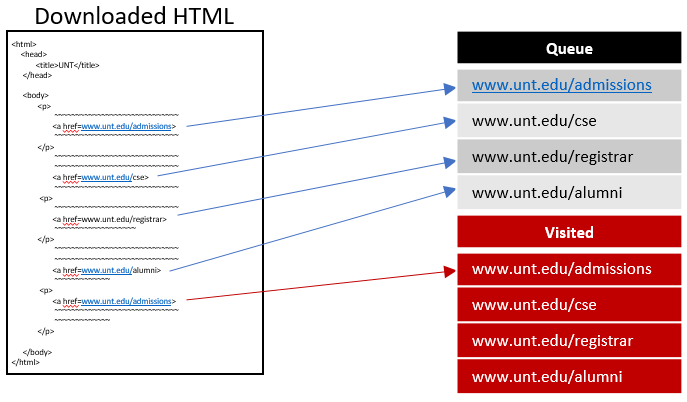 Downloaded HTML
<html>
<head>
<title>UNT</title>
</head>
<body>
<p>
~~~~~~~~~~~~~~~~~~~~~~~~~~~
<a href=www.unt.edu/admissions>
~~~~~~~~~~~~~~~~~~~~~~~~~~~
</p>
~~~~~~~~~~~~~~~~~~~~~~~~~~~
~~~~~~~~~~~~~~~~~~~~~~~~~~~
<a href=www.unt.edu/cse>
~~~~~~~~~~~~~~~~~~~~~~~~~~~
<p>
~~~~~~~~~~~~~~~~~~~~~~~~~~~
<a href=www.unt.edu/registrar>
~~~~~~~~~~~~~~~~~~
</p>
~~~~~~~~~~~~~~~~~~~~~~~~~~~
~~~~~~~~~~~~~~~~~~~~~~~~~~~
<a href=www.unt.edu/alumni>
~~~~~~~~~~~~
<p>
<a href=www.unt.edu/admissions>
~~~~~~~~~~~~~~~~~~~~~~~~~~~
~~~~~~~~~~~~
</p>
</body>
</html>
Queue
www.unt.edu/admissions
www.unt.edu/cse
www.unt.edu/registrar
www.unt.edu/alumni
Visited
www.unt.edu/admissions
www.unt.edu/cse
www.unt.edu/registrar
www.unt.edu/alumni